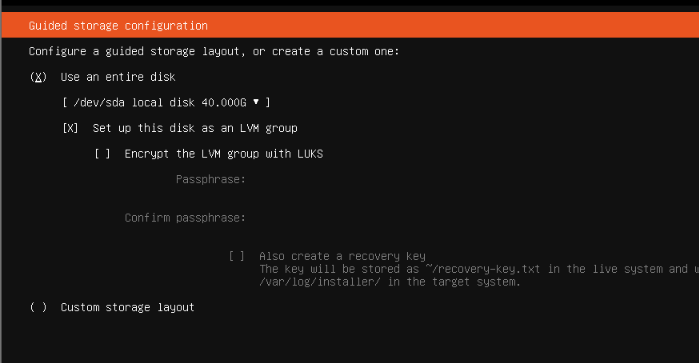 Guided storage configuration
Configure a guided storage layout, or create a custom one:
(X) Use an entire disk
[ /dev/sda local disk 40.000G ▾ ]
[X] Set up this disk as an LVM group
[ ] Encrypt the LVM group with LUKS
Passphrase:
Confirm passphrase:
[ ] Also create a recovery key
The key will be stored as ~/recovery-key.txt in the live system and
/var/log/installer/ in the target system.
( ) Custom storage layout